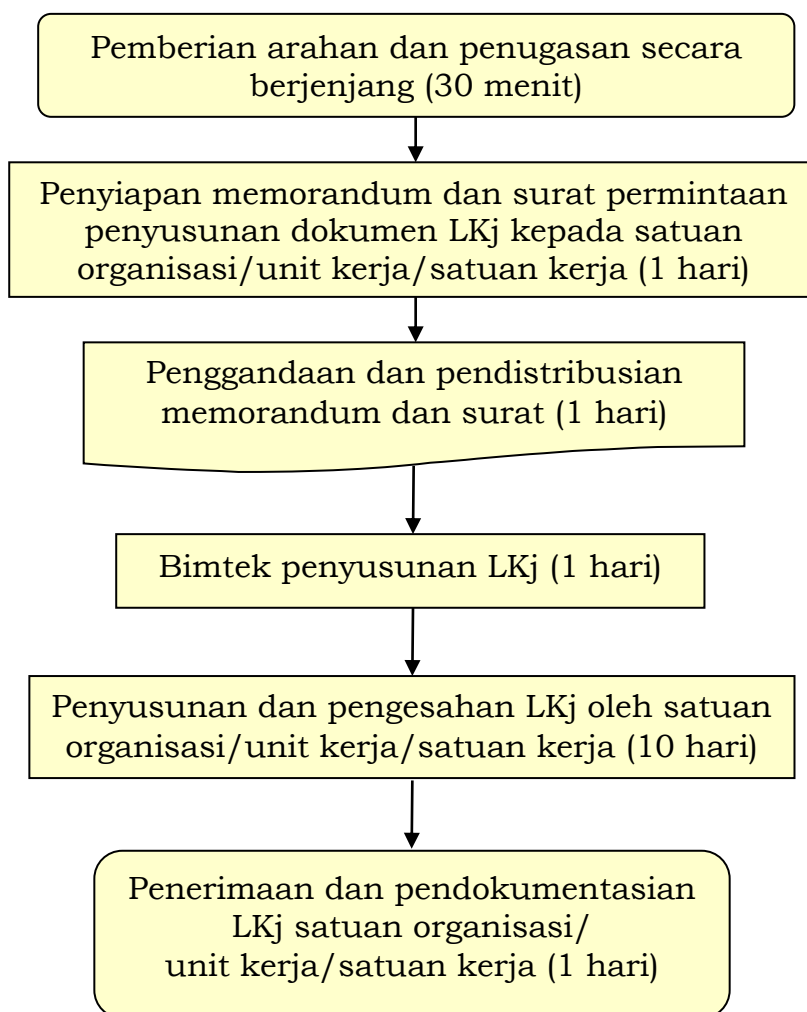 Pemberian arahan dan penugasan secara
berjenjang (30 menit)
Penyiapan memorandum dan surat permintaan
penyusunan dokumen LKj kepada satuan
organisasi/unit kerja/satuan kerja (1 hari)
Penggandaan dan pendistribusian
memorandum dan surat (1 hari)
Bimtek penyusunan LKj (1 hari)
Penyusunan dan pengesahan LKj oleh satuan
organisasi/unit kerja/satuan kerja (10 hari)
Penerimaan dan pendokumentasian
LKj satuan organisasi/
unit kerja/satuan kerja (1 hari)